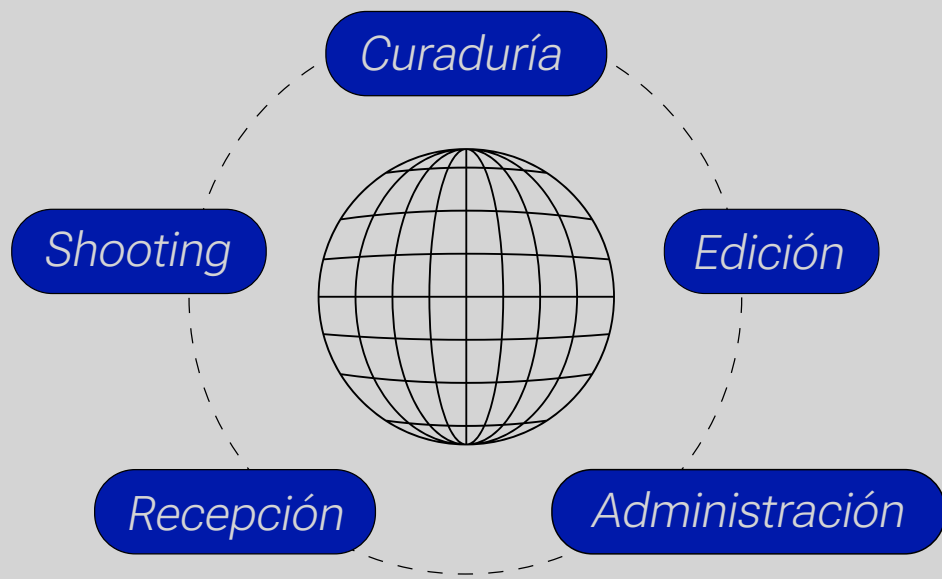 Curaduría
Shooting
Edición
Recepción
Administración